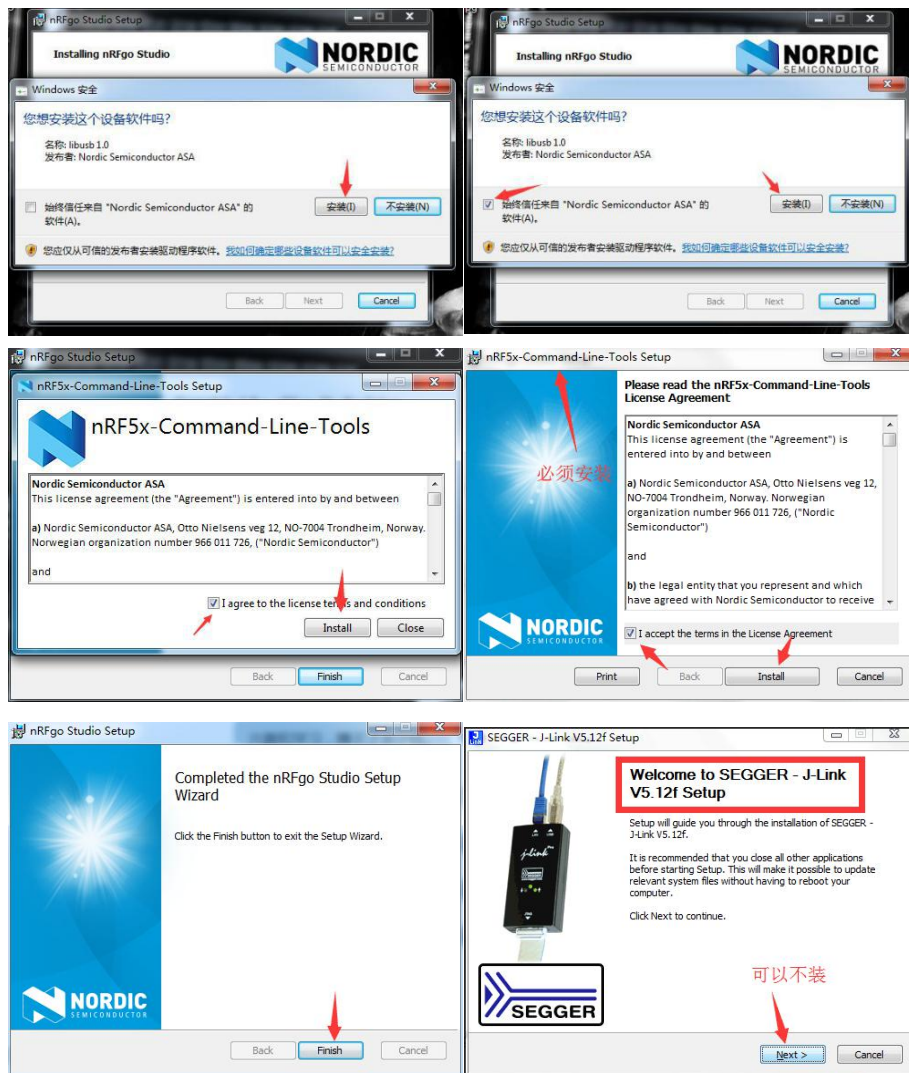 nRFgo Studio Setup
Installing nRFgo Studio
NORDIC
SEMICONDUCTOR
Windows 安全
您想安装这个设备软件吗?
名称: libusb 1.0
发布者: Nordic Semiconductor ASA
始终信任来自 "Nordic Semiconductor ASA" 的
软件(A)。
安装(I)
不安装(N)
您应仅从可信的发布者安装驱动程序软件。我如何确定哪些设备软件可以安全安装?
Back
Next
Cancel
nRFgo Studio Setup
Installing nRFgo Studio
NORDIC
SEMICONDUCTOR
Windows 安全
您想安装这个设备软件吗?
名称: libusb 1.0
发布者: Nordic Semiconductor ASA
始终信任来自 "Nordic Semiconductor ASA" 的
软件(A)。
安装(I)
不安装(N)
您应仅从可信的发布者安装驱动程序软件。我如何确定哪些设备软件可以安全安装?
Back
Next
Cancel
nRFgo Studio Setup
nRF5x-Command-Line-Tools Setup
nRF5x-Command-Line-Tools
Nordic Semiconductor ASA
This license agreement (the "Agreement") is entered into by and between
a) Nordic Semiconductor ASA, Otto Nielsens veg 12, NO-7004 Trondheim, Norway.
Norwegian organization number 966 011 726, ("Nordic Semiconductor")
and
I agree to the license terms and conditions
Install
Close
Back
Finish
Cancel
nRF5x-Command-Line-Tools Setup
Please read the nRF5x-Command-Line-Tools
License Agreement
Nordic Semiconductor ASA
This license agreement (the "Agreement") is
entered into by and between
必须安装
a) Nordic Semiconductor ASA, Otto Nielsens veg 12,
NO-7004 Trondheim, Norway. Norwegian
organization number 966 011 726, ("Nordic
Semiconductor")
and
b) the legal entity that you represent and which
have agreed with Nordic Semiconductor to receive
NORDIC
SEMICONDUCTOR
I accept the terms in the License Agreement
Print
Back
Install
Cancel
nRFgo Studio Setup
Completed the nRFgo Studio Setup
Wizard
Click the Finish button to exit the Setup Wizard.
NORDIC
SEMICONDUCTOR
Back
Finish
Cancel
SEGGER - J-Link V5.12f Setup
Welcome to SEGGER - J-Link
V5.12f Setup
Setup will guide you through the installation of SEGGER -
J-Link V5.12f.
It is recommended that you close all other applications
before starting Setup. This will make it possible to update
relevant system files without having to reboot your
computer.
Click Next to continue.
J-Link
SEGGER
可以不装
Next >
Cancel